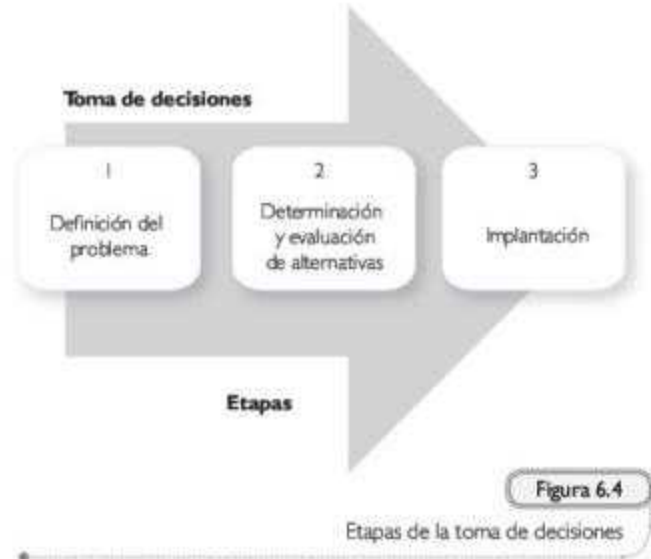 Toma de decisiones
1
Definición del
problema
2
Determinación
y evaluación
de alternativas
3
Implantación
Etapas
Figura 6.4
Etapas de la toma de decisiones